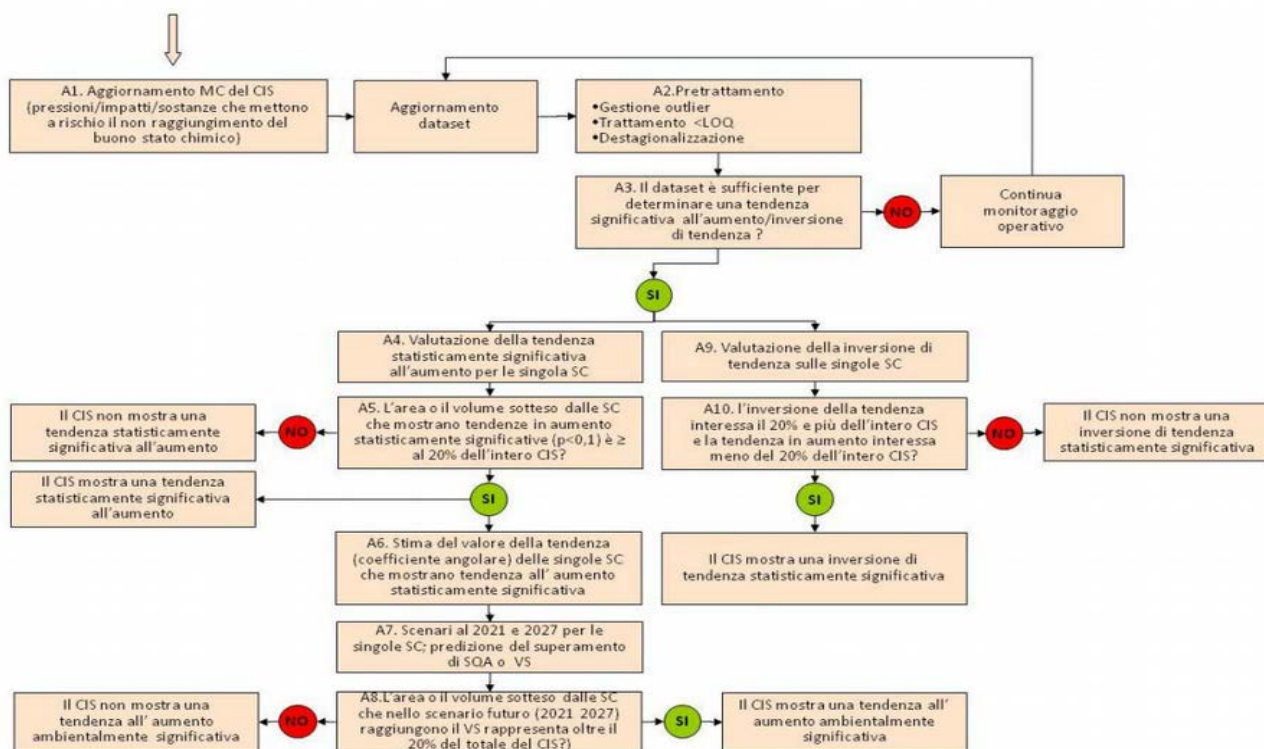 A1. Aggiornamento MC del CIS
(pressioni/impatti/sostanze che mettono
a rischio il non raggiungimento del
buono stato chimico)
Aggiornamento
dataset
A2.Pretrattamento
•Gestione outlier
•Trattamento <LOQ
•Destagionalizzazione
A3. Il dataset è sufficiente per
determinare una tendenza
significativa all'aumento/inversione
di tendenza ?
NO
Continua
monitoraggio
operativo
SI
A4. Valutazione della tendenza
statisticamente significativa
all'aumento per le singola SC
A9. Valutazione della inversione di
tendenza sulle singole SC
Il CIS non mostra una
tendenza statisticamente
significativa all'aumento
NO
A5. L'area o il volume sotteso dalle SC
che mostrano tendenze in aumento
statisticamente significative (p<0,1) è ≥
al 20% dell'intero CIS?
A10. l'inversione della tendenza
interessa il 20% e più dell'intero CIS
e la tendenza in aumento interessa
meno del 20% dell'intero CIS?
NO
Il CIS non mostra una
inversione di tendenza
statisticamente significativa
Il CIS mostra una tendenza
statisticamente significativa
all'aumento
SI
SI
A6. Stima del valore della tendenza
(coefficiente angolare) delle singole SC
che mostrano tendenza all' aumento
statisticamente significativa
Il CIS mostra una inversione di
tendenza statisticamente significativa
A7. Scenari al 2021 e 2027 per le
singole SC; predizione del superamento
di SQA o VS
Il CIS non mostra una
tendenza all' aumento
ambientalmente significativa
NO
A8.L'area o il volume sotteso dalle SC
che nello scenario futuro (2021 2027)
raggiungono il VS rappresenta oltre il
20% del totale del CIS?)
SI
Il CIS mostra una tendenza all'
aumento ambientalmente
significativa